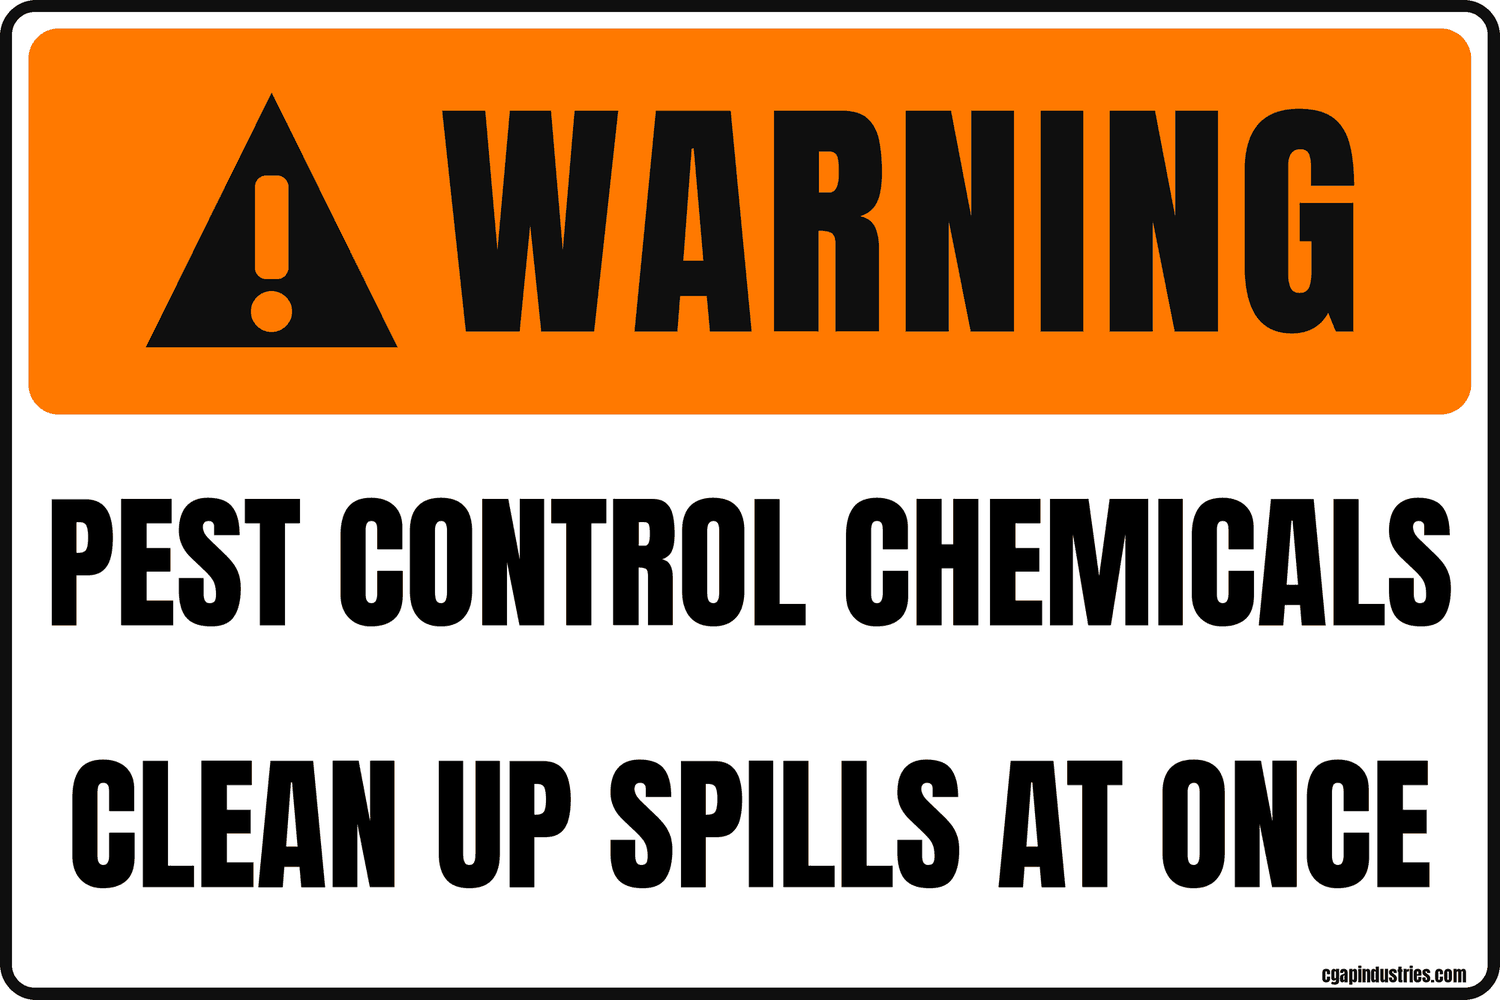 WARNING
PEST CONTROL CHEMICALS
CLEAN UP SPILLS AT ONCE
cgapindustries.com